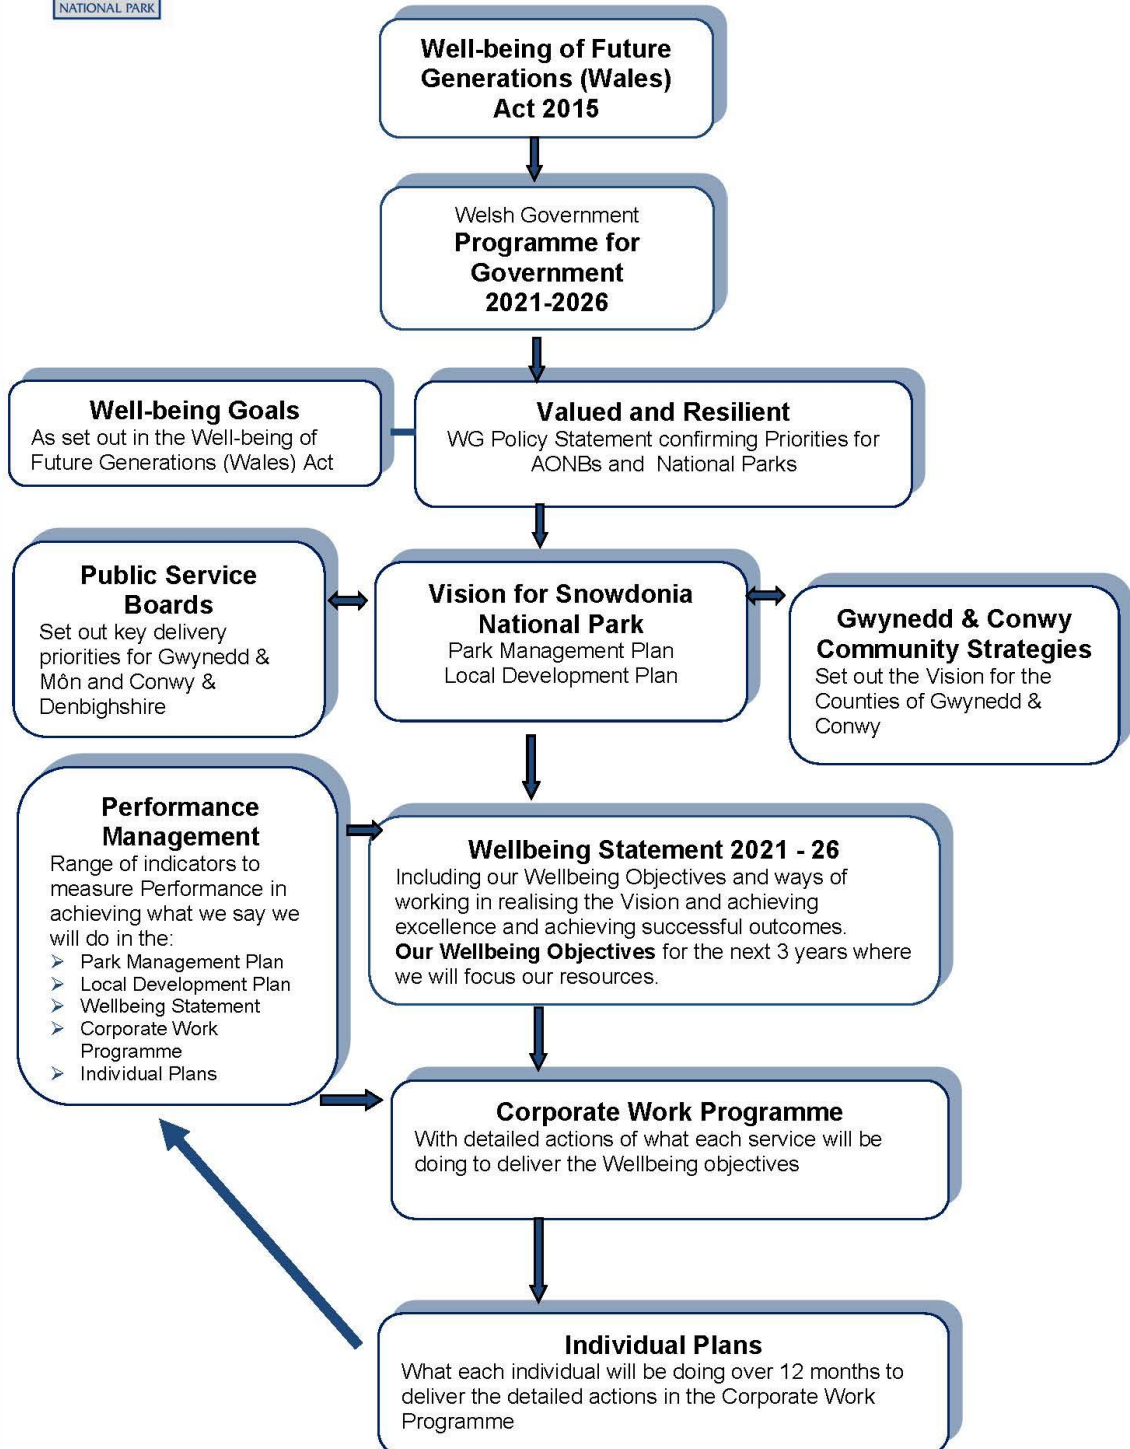 NATIONAL PARK
Well-being of Future
Generations (Wales)
Act 2015
Welsh Government
Programme for
Government
2021-2026
Well-being Goals
As set out in the Well-being of
Future Generations (Wales) Act
Valued and Resilient
WG Policy Statement confirming Priorities for
AONBs and National Parks
Public Service
Boards
Set out key delivery
priorities for Gwynedd &
Môn and Conwy &
Denbighshire
Vision for Snowdonia
National Park
Park Management Plan
Local Development Plan
Gwynedd & Conwy
Community Strategies
Set out the Vision for the
Counties of Gwynedd &
Conwy
Performance
Management
Range of indicators to
measure Performance in
achieving what we say we
will do in the:
Park Management Plan
Local Development Plan
Wellbeing Statement
Corporate Work
Programme
Individual Plans
Wellbeing Statement 2021 - 26
Including our Wellbeing Objectives and ways of
working in realising the Vision and achieving
excellence and achieving successful outcomes.
Our Wellbeing Objectives for the next 3 years where
we will focus our resources.
Corporate Work Programme
With detailed actions of what each service will be
doing to deliver the Wellbeing objectives
Individual Plans
What each individual will be doing over 12 months to
deliver the detailed actions in the Corporate Work
Programme